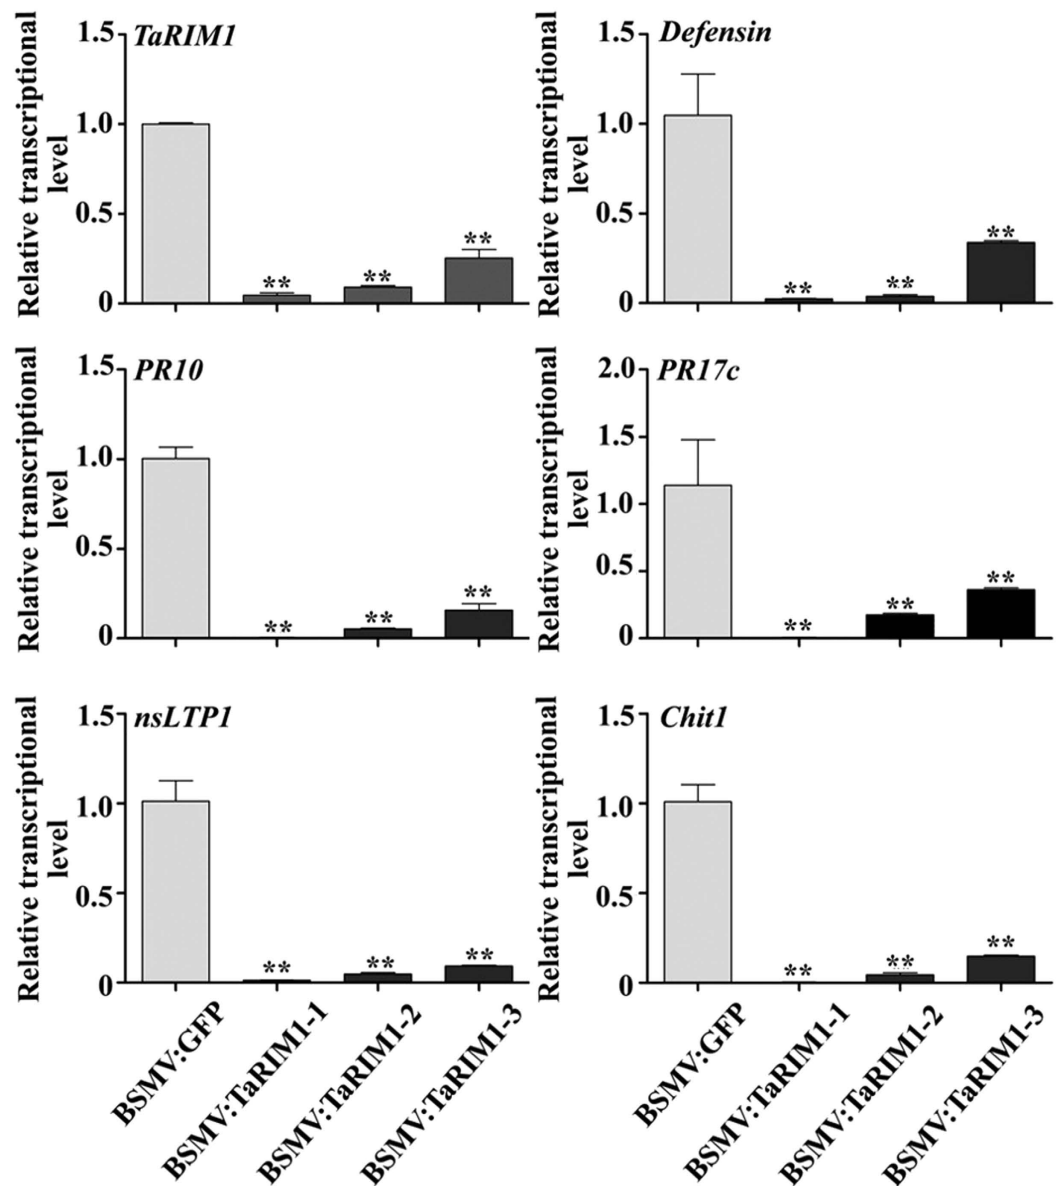 TaRIM1
Relative transcriptional
level
1.5
1.0
0.5
0
**
**
**
Defensin
Relative transcriptional
level
1.5
1.0
0.5
0
**
**
**
PR10
Relative transcriptional
level
1.5
1.0
0.5
0
**
**
**
PR17c
Relative transcriptional
level
2.0
1.5
1.0
0.5
0
**
**
**
nsLTP1
Relative transcriptional
level
1.5
1.0
0.5
0
**
**
**
Chit1
Relative transcriptional
level
1.5
1.0
0.5
0
**
**
**
BSMV:GFP
BSMV:TaRIM1-1
BSMV:TaRIM1-2
BSMV:TaRIM1-3
BSMV:GFP
BSMV:TaRIM1-1
BSMV:TaRIM1-2
BSMV:TaRIM1-3